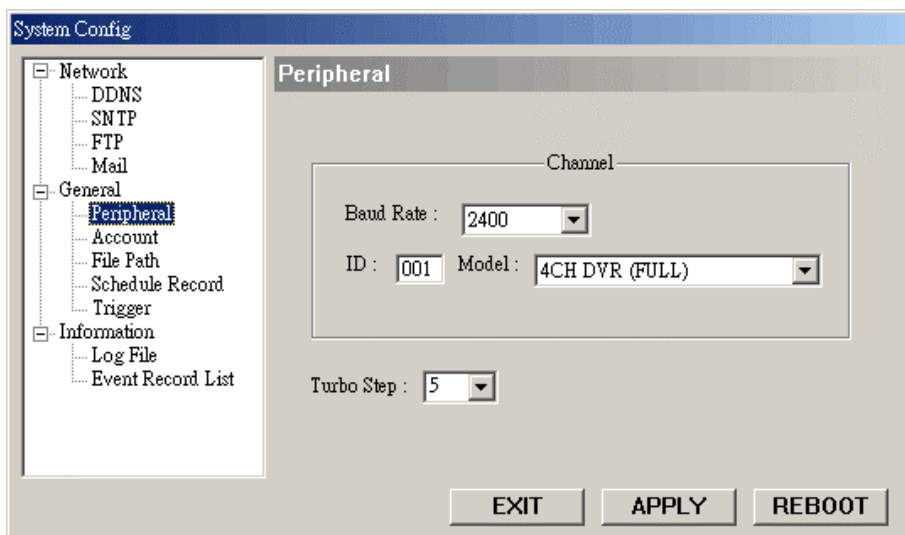 System Config
Network
DDNS
SNTP
FTP
Mail
General
Peripheral
Account
File Path
Schedule Record
Trigger
Information
Log File
Event Record List
Peripheral
Channel
Baud Rate : 2400
ID : 001 Model : 4CH DVR (FULL)
Turbo Step : 5
EXIT APPLY REBOOT